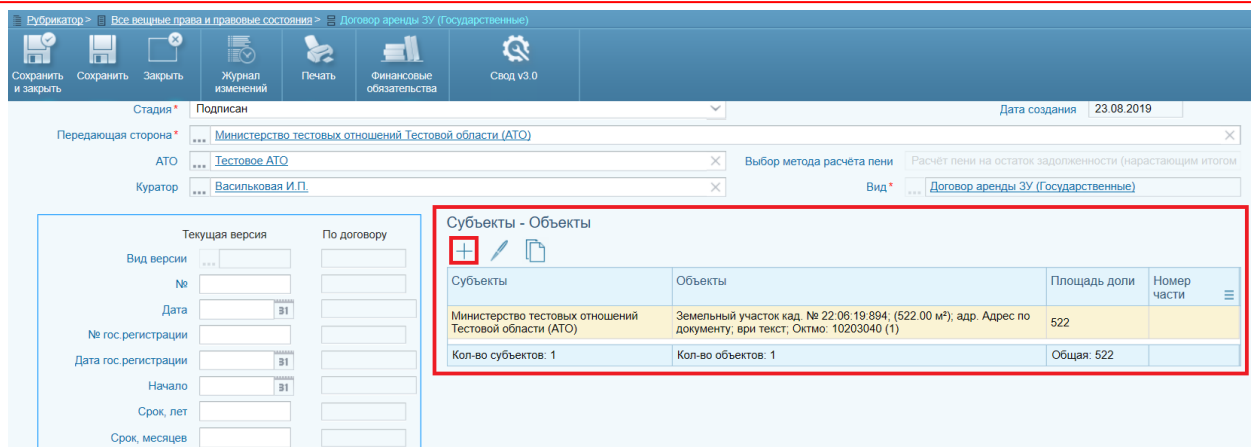 Рубрикатор > Все вещные права и правовые состояния > Договор аренды ЗУ (Государственные)
Сохранить и закрыть
Сохранить
Закрыть
Журнал изменений
Печать
Финансовые обязательства
Свод v3.0
Стадия * Подписан
Дата создания 23.08.2019
Передающая сторона * ... Министерство тестовых отношений Тестовой области (АТО)
АТО ... Тестовое АТО
Выбор метода расчёта пени Расчёт пени на остаток задолженности (нарастающим итогом
Куратор ... Васильковая И.П.
Вид * ... Договор аренды ЗУ (Государственные)
Текущая версия По договору
Вид версии ...
№
Дата 31
№ гос.регистрации
Дата гос.регистрации 31
Начало 31
Срок, лет
Срок, месяцев
Субъекты - Объекты
Субъекты Объекты Площадь доли Номер части
Министерство тестовых отношений
Тестовой области (АТО)
Земельный участок кад. № 22:06:19:894; (522.00 м²); адр. Адрес по
документу; ври текст; Октмо: 10203040 (1)
522
Кол-во субъектов: 1 Кол-во объектов: 1 Общая: 522